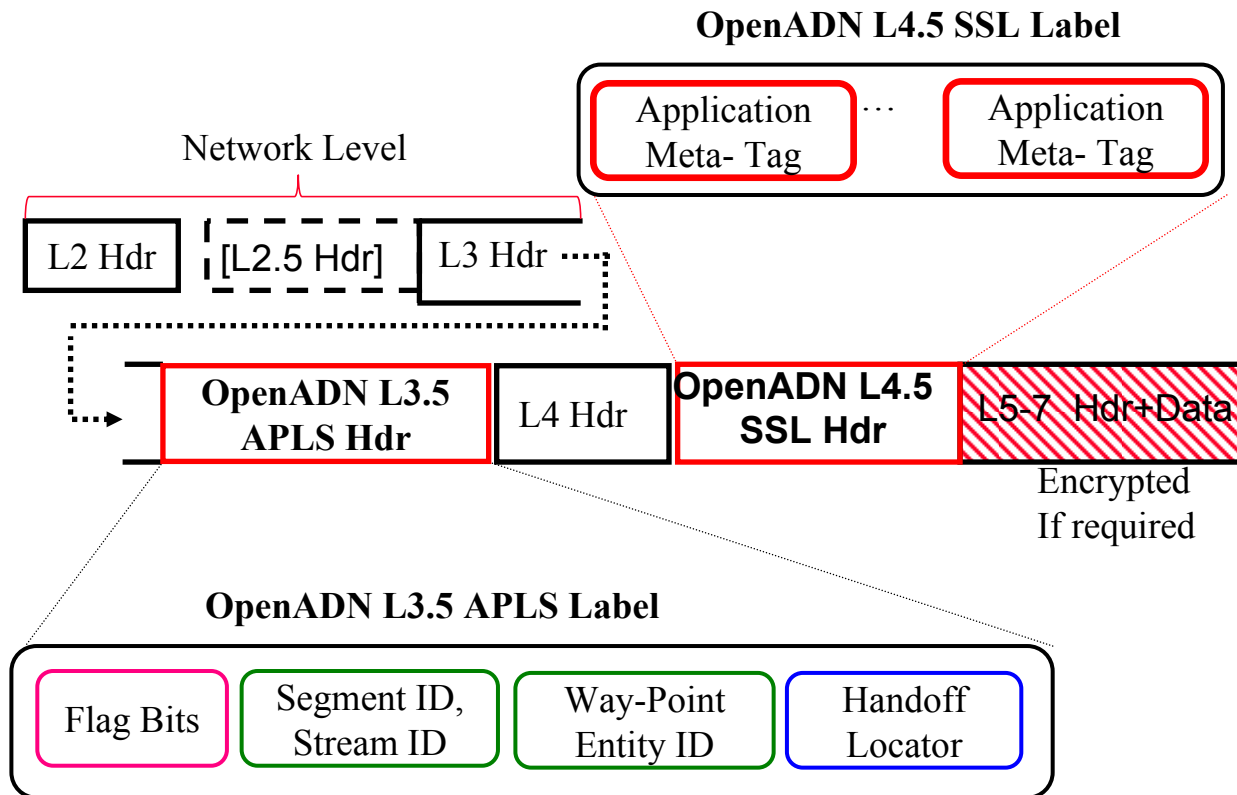 OpenADN L4.5 SSL Label
Application
Meta- Tag
...
Application
Meta- Tag
Network Level
L2 Hdr
[L2.5 Hdr]
L3 Hdr
OpenADN L3.5
APLS Hdr
L4 Hdr
OpenADN L4.5
SSL Hdr
L5-7 Hdr+Data
Encrypted
If required
OpenADN L3.5 APLS Label
Flag Bits
Segment ID,
Stream ID
Way-Point
Entity ID
Handoff
Locator